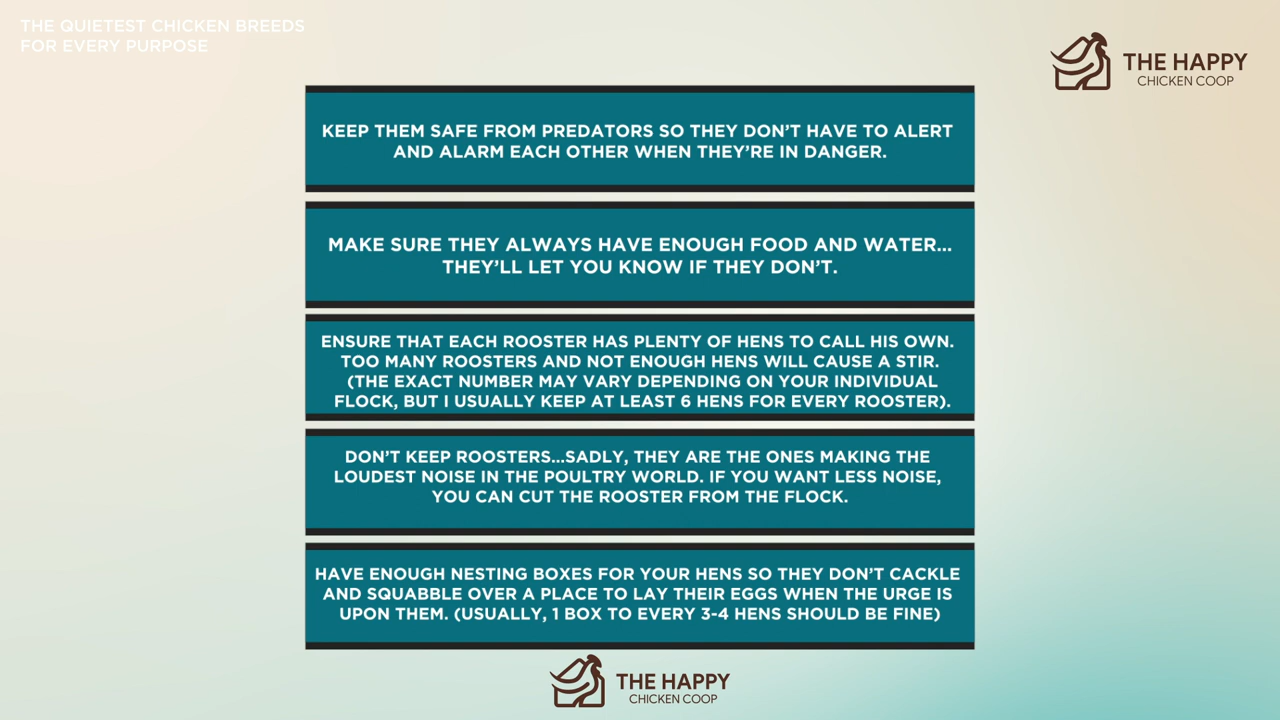 THE QUIETEST CHICKEN BREEDS
FOR EVERY PURPOSE
THE HAPPY
CHICKEN COOP
KEEP THEM SAFE FROM PREDATORS SO THEY DON'T HAVE TO ALERT
AND ALARM EACH OTHER WHEN THEY'RE IN DANGER.
MAKE SURE THEY ALWAYS HAVE ENOUGH FOOD AND WATER...
THEY'LL LET YOU KNOW IF THEY DON'T.
ENSURE THAT EACH ROOSTER HAS PLENTY OF HENS TO CALL HIS OWN.
TOO MANY ROOSTERS AND NOT ENOUGH HENS WILL CAUSE A STIR.
(THE EXACT NUMBER MAY VARY DEPENDING ON YOUR INDIVIDUAL
FLOCK, BUT I USUALLY KEEP AT LEAST 6 HENS FOR EVERY ROOSTER).
DON'T KEEP ROOSTERS...SADLY, THEY ARE THE ONES MAKING THE
LOUDEST NOISE IN THE POULTRY WORLD. IF YOU WANT LESS NOISE,
YOU CAN CUT THE ROOSTER FROM THE FLOCK.
HAVE ENOUGH NESTING BOXES FOR YOUR HENS SO THEY DON'T CACKLE
AND SQUABBLE OVER A PLACE TO LAY THEIR EGGS WHEN THE URGE IS
UPON THEM. (USUALLY, 1 BOX TO EVERY 3-4 HENS SHOULD BE FINE)
THE HAPPY
CHICKEN COOP